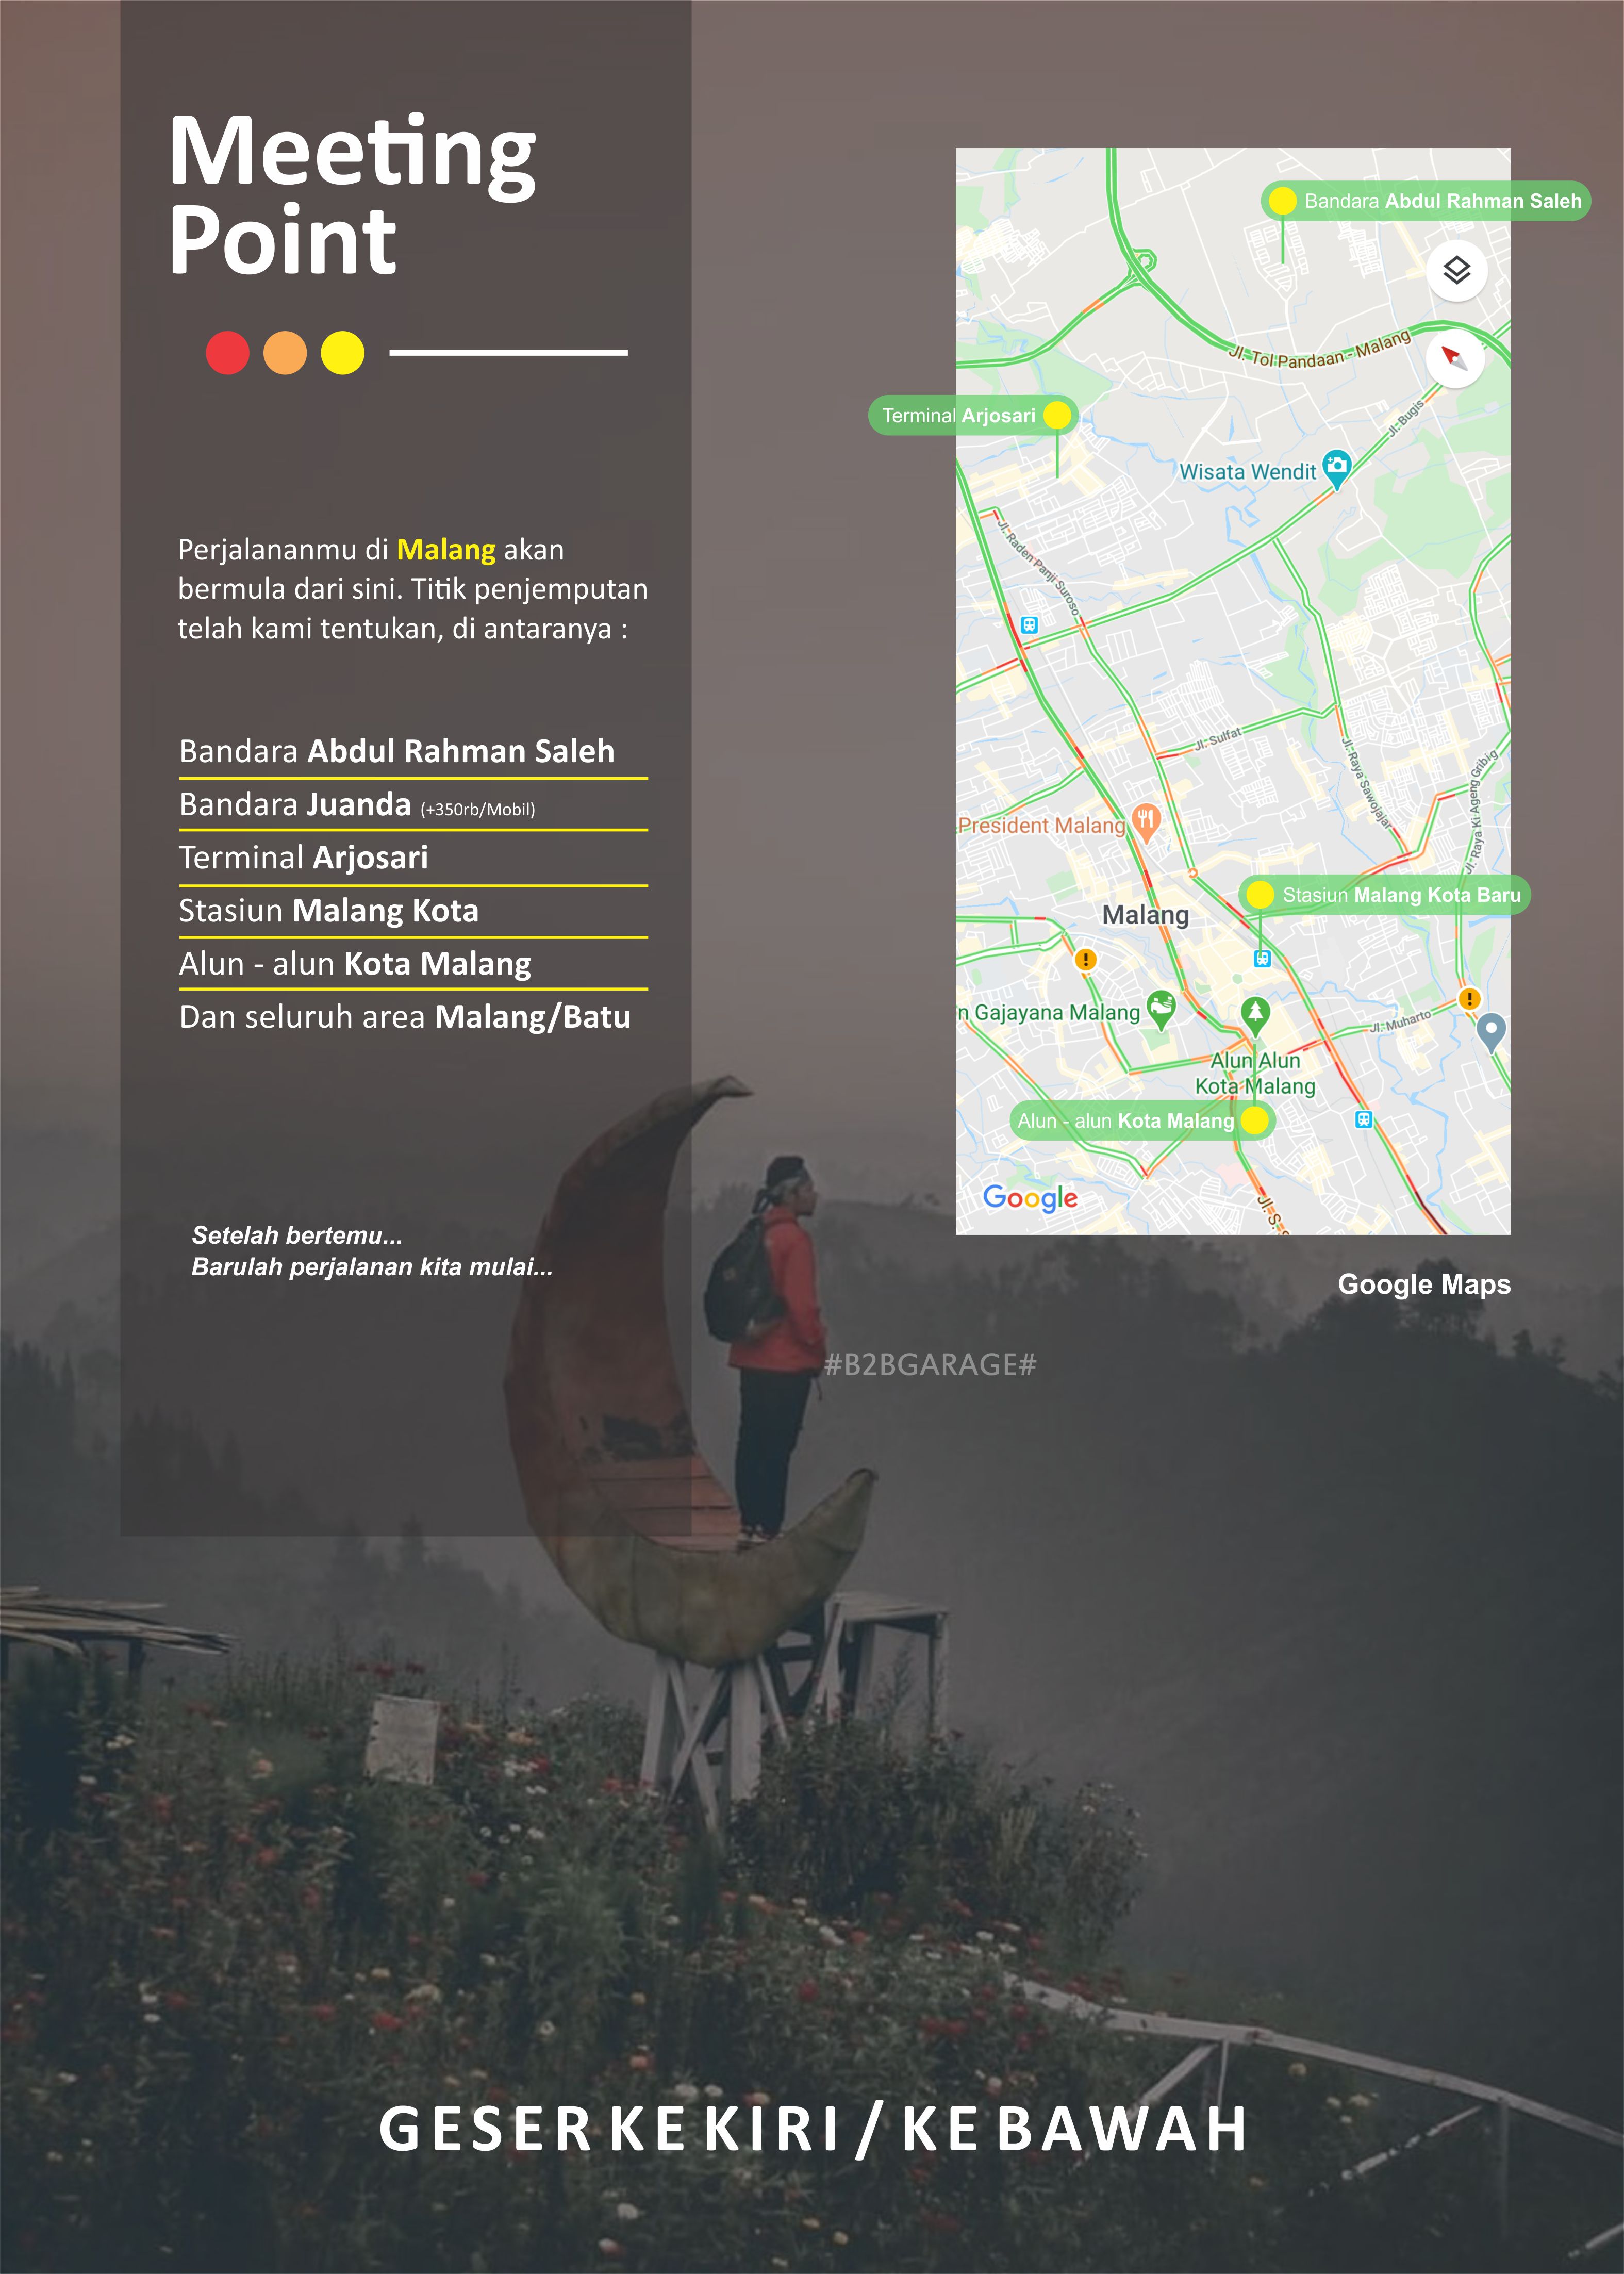 Meeting
Point
Perjalananmu di Malang akan
bermula dari sini. Titik penjemputan
telah kami tentukan, di antaranya :
Bandara Abdul Rahman Saleh
Bandara Juanda (+350rb/Mobil)
Terminal Arjosari
Stasiun Malang Kota
Alun - alun Kota Malang
Dan seluruh area Malang/Batu
Setelah bertemu...
Barulah perjalanan kita mulai...
Bandara Abdul Rahman Saleh
Jl. Tol Pandaan - Malang
Jl. Bugis
Terminal Arjosari
Wisata Wendit
Jl. Raden Panji Suroso
Jl. Sulfat
Jl. Raya Sawojajar
Jl. Raya Ki Ageng Gribig
President Malang
Stasiun Malang Kota Baru
Malang
n Gajayana Malang
Jl. Muharto
Alun Alun
Kota Malang
Alun - alun Kota Malang
Google
Jl. S.
Google Maps
#B2BGARAGE#
GESER KE KIRI / KE BAWAH